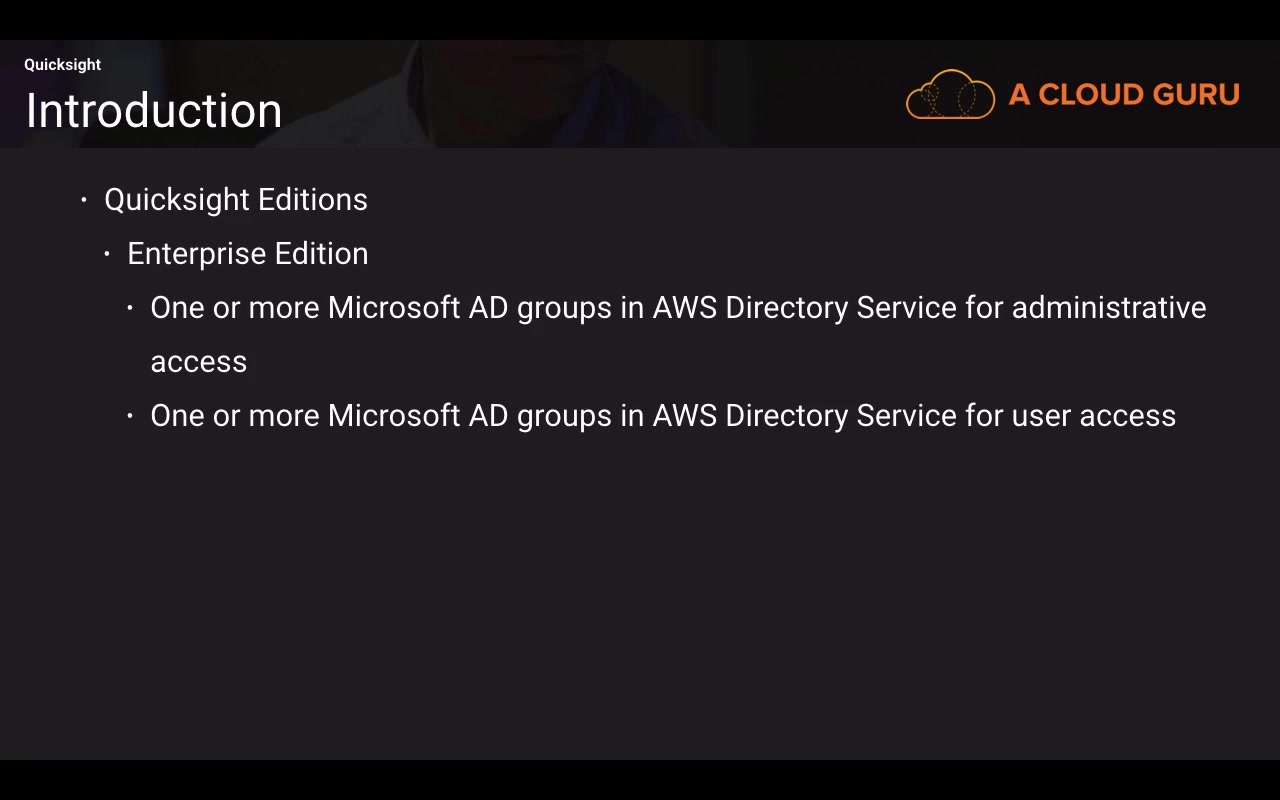 Quicksight
Introduction
A CLOUD GURU
· Quicksight Editions
· Enterprise Edition
· One or more Microsoft AD groups in AWS Directory Service for administrative
access
· One or more Microsoft AD groups in AWS Directory Service for user access